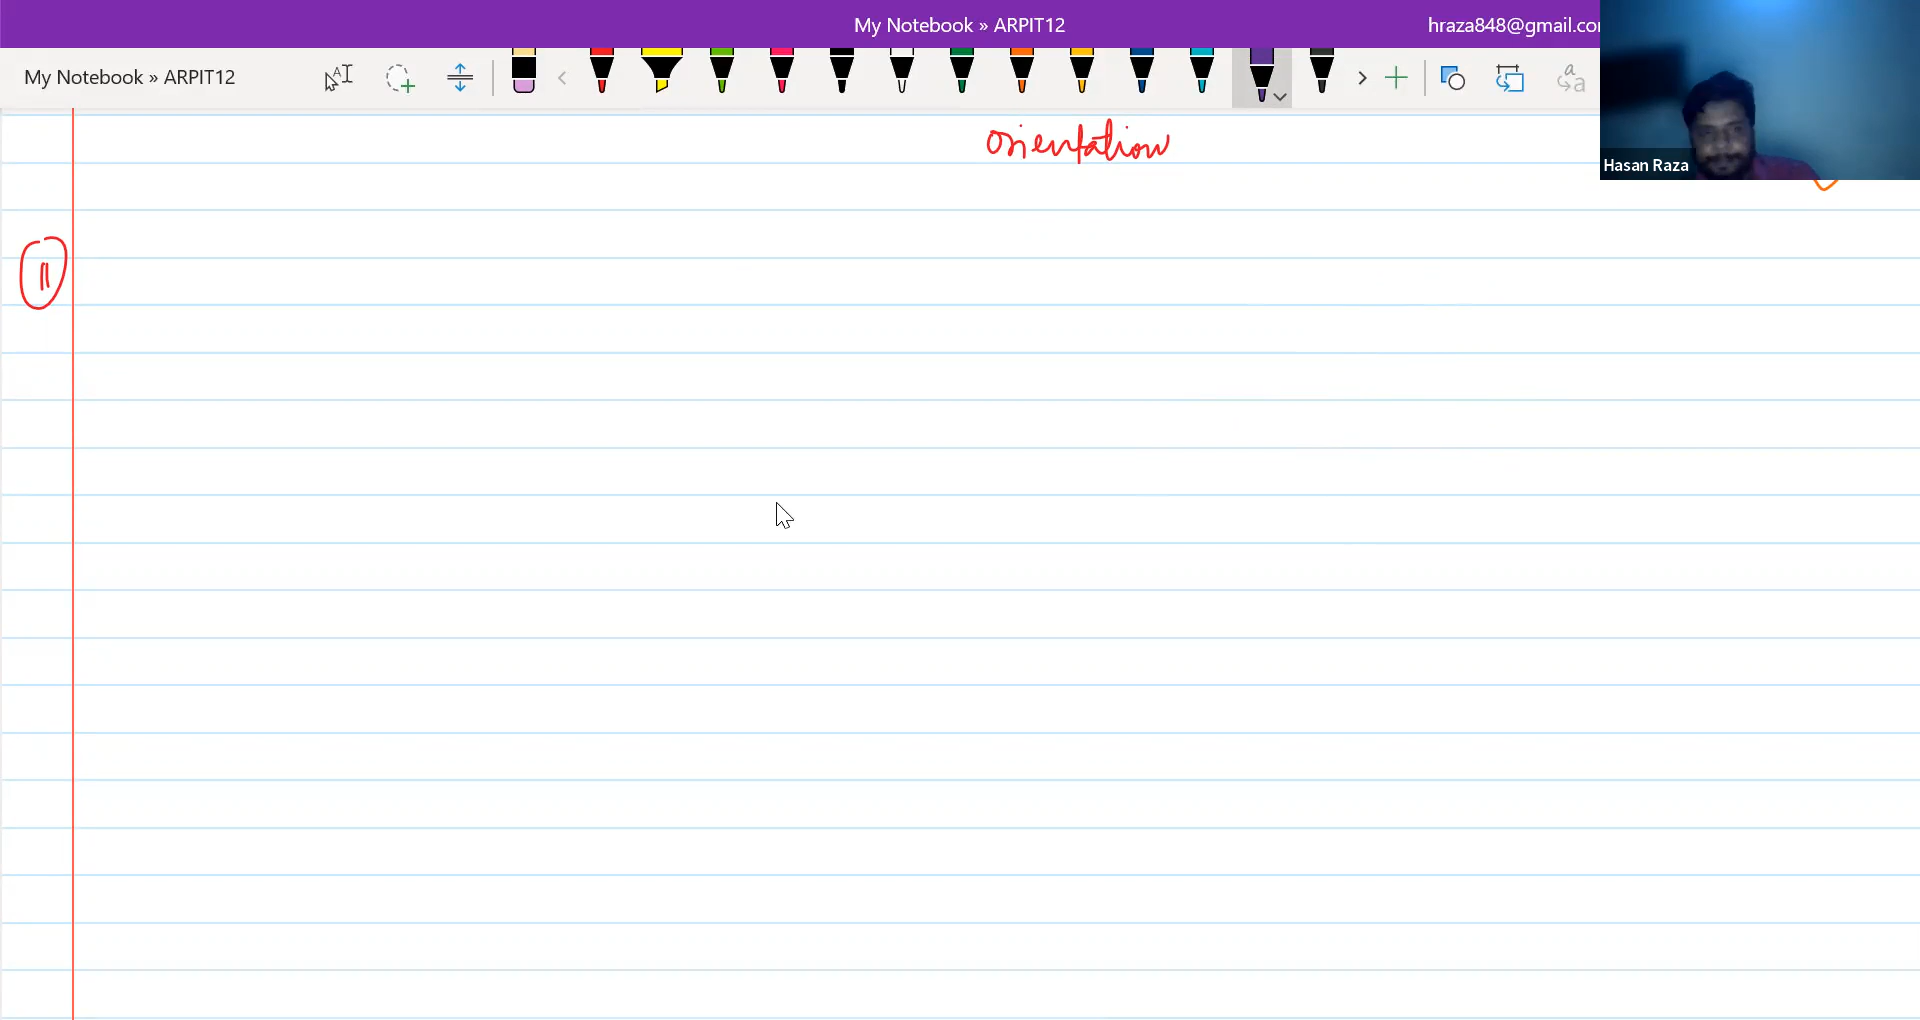 My Notebook » ARPIT12
hraza848@gmail.co
My Notebook » ARPIT12
Hasan Raza
orientation
11